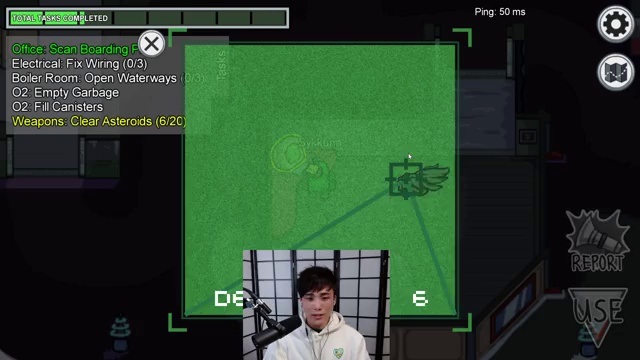 TOTAL TASKS COMPLETED
Ping: 50 ms
Office: Scan Boarding P
Tasks
Electrical: Fix Wiring (0/3)
Boiler Room: Open Waterways (0/3)
O2: Empty Garbage
O2: Fill Canisters
Weapons: Clear Asteroids (6/20)
REPORT
USE
6